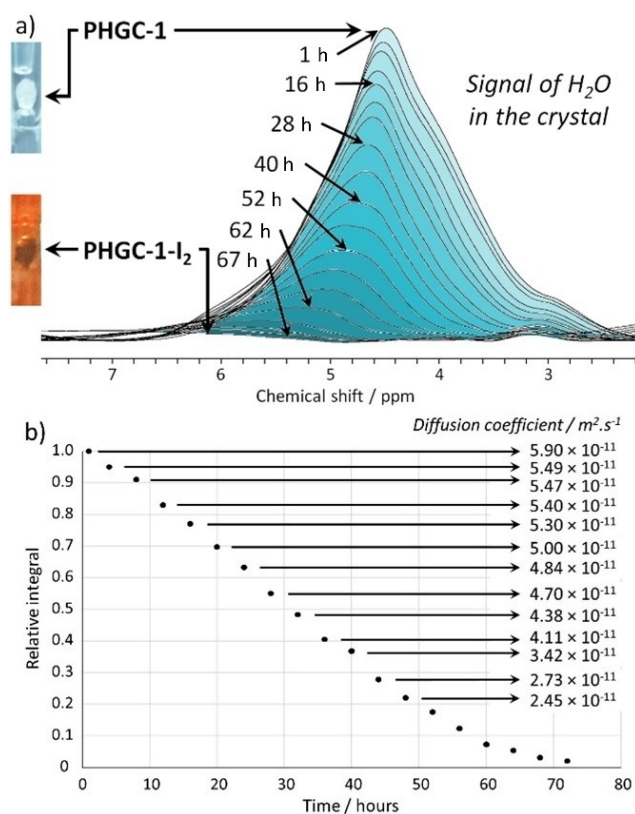 a)
PHGC-1
1 h
16 h
Signal of H₂O
in the crystal
28 h
40 h
52 h
62 h
PHGC-1-I₂
67 h
7 6 5 4 3
Chemical shift / ppm
b)
Diffusion coefficient / m².s⁻¹
1.0 5.90 × 10⁻¹¹
5.49 × 10⁻¹¹
0.9 5.47 × 10⁻¹¹
0.8 5.40 × 10⁻¹¹
5.30 × 10⁻¹¹
0.7 5.00 × 10⁻¹¹
0.6 4.84 × 10⁻¹¹
4.70 × 10⁻¹¹
0.5 4.38 × 10⁻¹¹
0.4 4.11 × 10⁻¹¹
3.42 × 10⁻¹¹
0.3 2.73 × 10⁻¹¹
0.2 2.45 × 10⁻¹¹
0.1
0
Relative integral
0 10 20 30 40 50 60 70 80
Time / hours